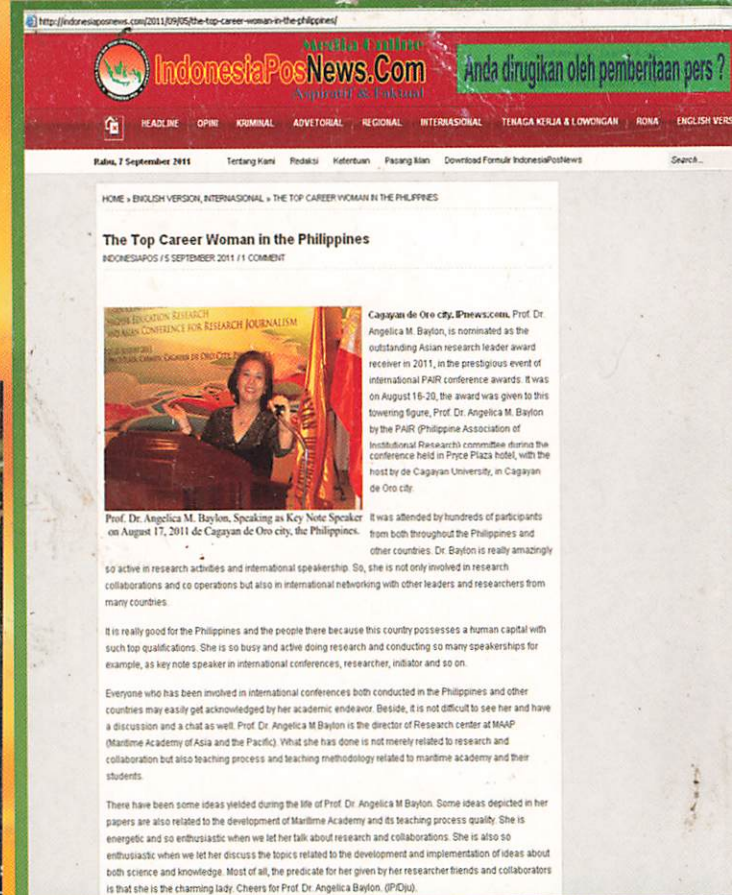 http://indonesiaposnews.com/2011/09/05/the-top-career-woman-in-the-philippines/
Media Online
IndonesiaPosNews.Com
Aspiratif & Faktual
Anda dirugikan oleh pemberitaan pers ?
HEADLINE OPINI KRIMINAL ADVETORIAL REGIONAL INTERNASIONAL TENAGA KERJA & LOWONGAN RONA ENGLISH VERS
Rabu, 7 September 2011 Tentang Kami Redaksi Ketentuan Pasang Iklan Download Formulir IndonesiaPosNews Search...
HOME » ENGLISH VERSION, INTERNASIONAL » THE TOP CAREER WOMAN IN THE PHILIPPINES
The Top Career Woman in the Philippines
INDONESIAPOS / 5 SEPTEMBER 2011 / 1 COMMENT
HIGHER EDUCATION RESEARCH
ASIAN CONFERENCE FOR RESEARCH JOURNALISM
Prof. Dr. Angelica M. Baylon, Speaking as Key Note Speaker
on August 17, 2011 de Cagayan de Oro city, the Philippines.
Cagayan de Oro city. IPnews.com. Prof. Dr.
Angelica M. Baylon, is nominated as the
outstanding Asian research leader award
receiver in 2011, in the prestigious event of
international PAIR conference awards. It was
on August 16-20, the award was given to this
towering figure, Prof. Dr. Angelica M. Baylon
by the PAIR (Philippine Association of
Institutional Research) committee during the
conference held in Pryce Plaza hotel, with the
host by de Cagayan University, in Cagayan
de Oro city.
It was attended by hundreds of participants
from both throughout the Philippines and
other countries. Dr. Baylon is really amazingly
so active in research activities and international speakership. So, she is not only involved in research
collaborations and co operations but also in international networking with other leaders and researchers from
many countries.
It is really good for the Philippines and the people there because this country possesses a human capital with
such top qualifications. She is so busy and active doing research and conducting so many speakerships for
example, as key note speaker in international conferences, researcher, initiator and so on.
Everyone who has been involved in international conferences both conducted in the Philippines and other
countries may easily get acknowledged by her academic endeavor. Beside, it is not difficult to see her and have
a discussion and a chat as well. Prof. Dr. Angelica M Baylon is the director of Research center at MAAP
(Maritime Academy of Asia and the Pacific). What she has done is not merely related to research and
collaboration but also teaching process and teaching methodology related to maritime academy and their
students.
There have been some ideas yielded during the life of Prof. Dr. Angelica M Baylon. Some ideas depicted in her
papers are also related to the development of Maritime Academy and its teaching process quality. She is
energetic and so enthusiastic when we let her talk about research and collaborations. She is also so
enthusiastic when we let her discuss the topics related to the development and implementation of ideas about
both science and knowledge. Most of all, the predicate for her given by her researcher friends and collaborators
is that she is the charming lady. Cheers for Prof. Dr. Angelica Baylon. (IP/Dju).